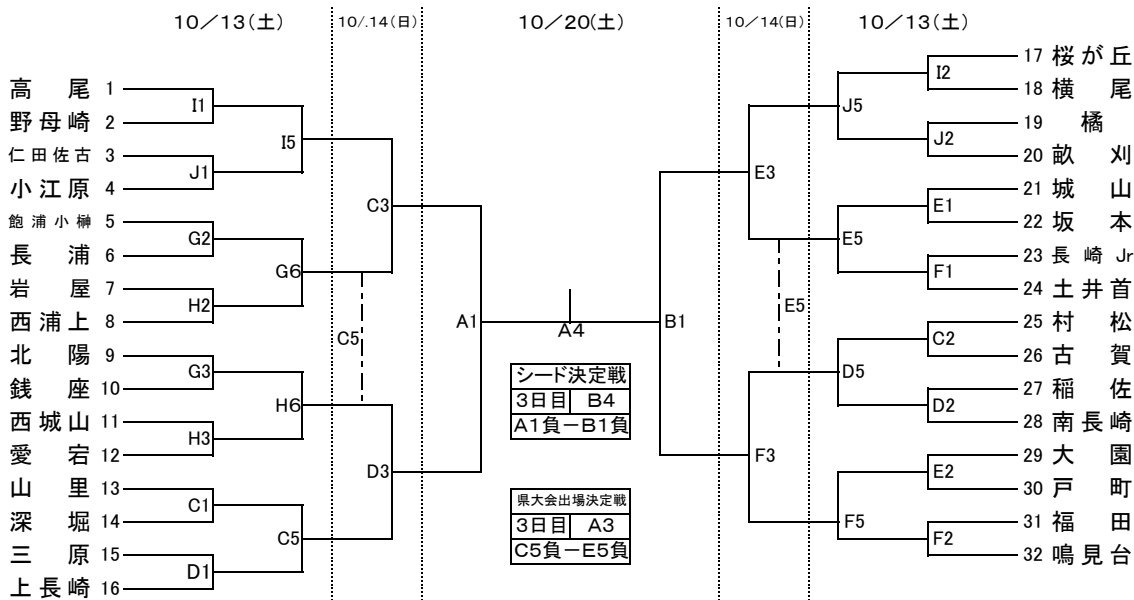 10／13(土)
10/.14(日)
10／20(土)
10／14(日)
10／13(土)
高尾 1
野母崎 2
仁田佐古 3
小江原 4
飽浦小榊 5
長浦 6
岩屋 7
西浦上 8
北陽 9
銭座 10
西城山 11
愛宕 12
山里 13
深堀 14
三原 15
上長崎 16
I1
J1
G2
H2
G3
H3
C1
D1
I5
G6
H6
C5
C3
C5
D3
A1
A4
シード決定戦
3日目 B4
A1負－B1負
県大会出場決定戦
3日目 A3
C5負－E5負
B1
E3
E5
F3
J5
E5
D5
F5
I2
J2
E1
F1
C2
D2
E2
F2
17 桜が丘
18 横尾
19 橘
20 畝刈
21 城山
22 坂本
23 長崎 Jr
24 土井首
25 村松
26 古賀
27 稲佐
28 南長崎
29 大園
30 戸町
31 福田
32 鳴見台